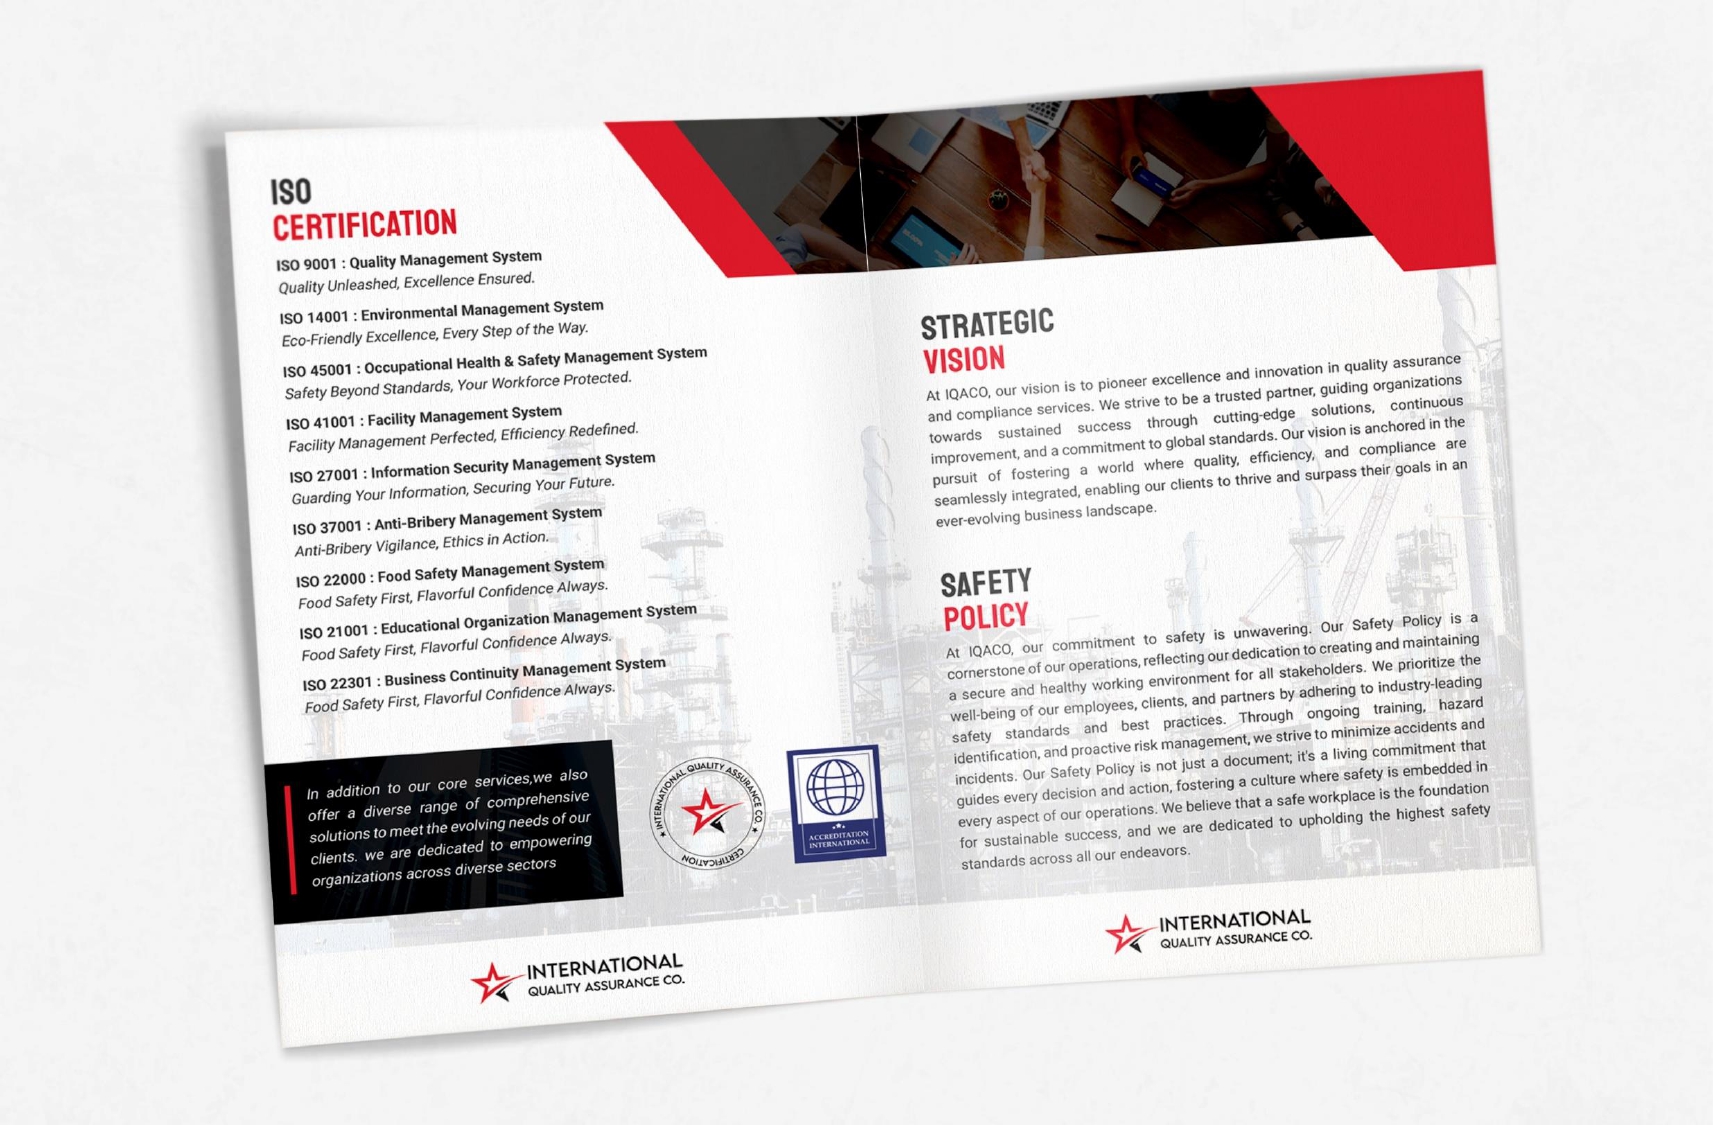 ISO
CERTIFICATION
ISO 9001 : Quality Management System
Quality Unleashed, Excellence Ensured.
ISO 14001 : Environmental Management System
Eco-Friendly Excellence, Every Step of the Way.
ISO 45001 : Occupational Health & Safety Management System
Safety Beyond Standards, Your Workforce Protected.
ISO 41001 : Facility Management System
Facility Management Perfected, Efficiency Redefined.
ISO 27001 : Information Security Management System
Guarding Your Information, Securing Your Future.
ISO 37001 : Anti-Bribery Management System
Anti-Bribery Vigilance, Ethics in Action.
ISO 22000 : Food Safety Management System
Food Safety First, Flavorful Confidence Always.
ISO 21001 : Educational Organization Management System
Food Safety First, Flavorful Confidence Always.
ISO 22301 : Business Continuity Management System
Food Safety First, Flavorful Confidence Always.
In addition to our core services,we also
offer a diverse range of comprehensive
solutions to meet the evolving needs of our
clients. we are dedicated to empowering
organizations across diverse sectors
INTERNATIONAL QUALITY ASSURANCE CO.
CERTIFICATION
ACCREDITATION
INTERNATIONAL
INTERNATIONAL
QUALITY ASSURANCE CO.
STRATEGIC
VISION
At IQACO, our vision is to pioneer excellence and innovation in quality assurance
and compliance services. We strive to be a trusted partner, guiding organizations
towards sustained success through cutting-edge solutions, continuous
improvement, and a commitment to global standards. Our vision is anchored in the
pursuit of fostering a world where quality, efficiency, and compliance are
seamlessly integrated, enabling our clients to thrive and surpass their goals in an
ever-evolving business landscape.
SAFETY
POLICY
At IQACO, our commitment to safety is unwavering. Our Safety Policy is a
cornerstone of our operations, reflecting our dedication to creating and maintaining
a secure and healthy working environment for all stakeholders. We prioritize the
well-being of our employees, clients, and partners by adhering to industry-leading
safety standards and best practices. Through ongoing training, hazard
identification, and proactive risk management, we strive to minimize accidents and
incidents. Our Safety Policy is not just a document; it's a living commitment that
guides every decision and action, fostering a culture where safety is embedded in
every aspect of our operations. We believe that a safe workplace is the foundation
for sustainable success, and we are dedicated to upholding the highest safety
standards across all our endeavors.
INTERNATIONAL
QUALITY ASSURANCE CO.